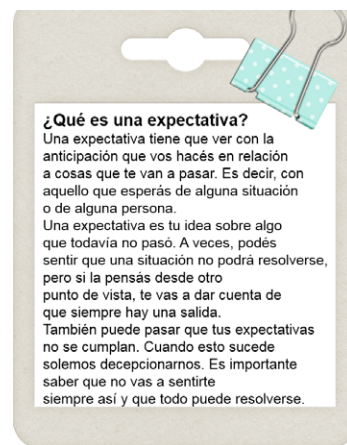 ¿Qué es una expectativa?
Una expectativa tiene que ver con la
anticipación que vos hacés en relación
a cosas que te van a pasar. Es decir, con
aquello que esperás de alguna situación
o de alguna persona.
Una expectativa es tu idea sobre algo
que todavía no pasó. A veces, podés
sentir que una situación no podrá resolverse,
pero si la pensás desde otro
punto de vista, te vas a dar cuenta de
que siempre hay una salida.
También puede pasar que tus expectativas
no se cumplan. Cuando esto sucede
solemos decepcionarnos. Es importante
saber que no vas a sentirte
siempre así y que todo puede resolverse.